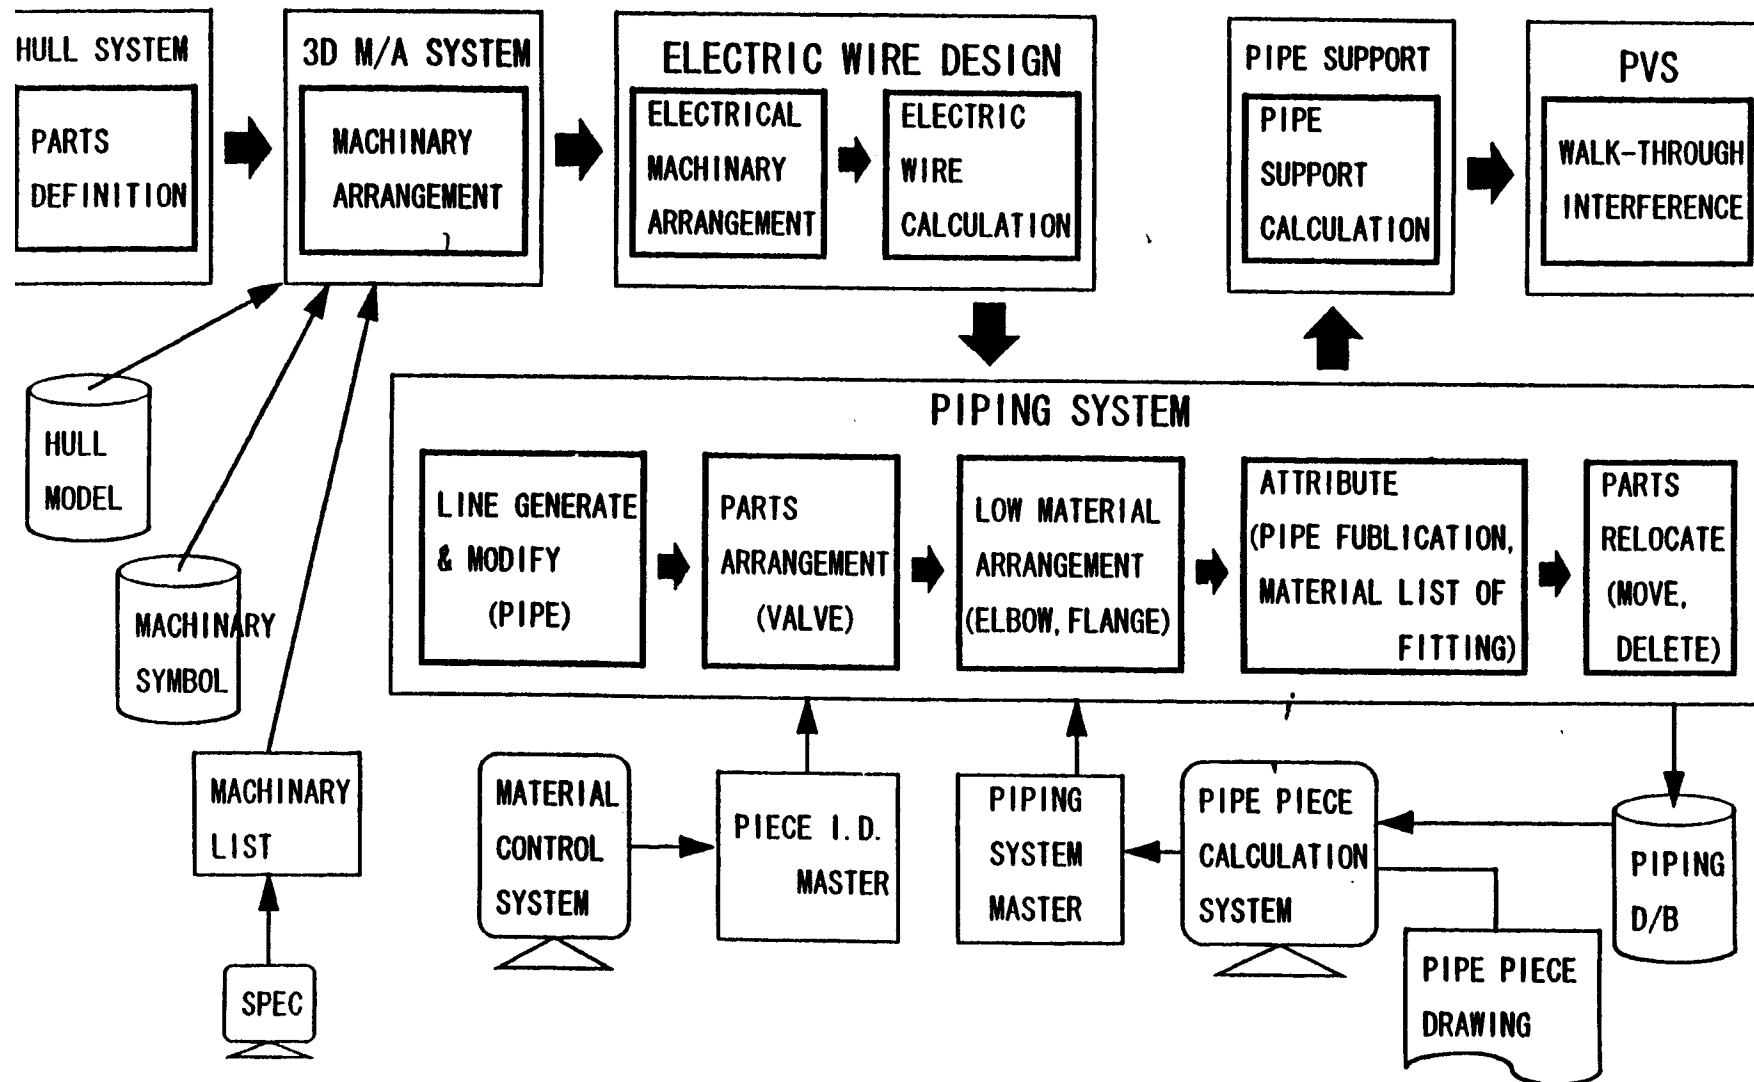 HULL SYSTEM
PARTS
DEFINITION
3D M/A SYSTEM
MACHINARY
ARRANGEMENT
ELECTRIC WIRE DESIGN
ELECTRICAL
MACHINARY
ARRANGEMENT
ELECTRIC
WIRE
CALCULATION
PIPE SUPPORT
PIPE
SUPPORT
CALCULATION
PVS
WALK-THROUGH
INTERFERENCE
HULL
MODEL
MACHINARY
SYMBOL
MACHINARY
LIST
SPEC
PIPING SYSTEM
LINE GENERATE
& MODIFY
(PIPE)
PARTS
ARRANGEMENT
(VALVE)
LOW MATERIAL
ARRANGEMENT
(ELBOW, FLANGE)
ATTRIBUTE
(PIPE FUBLICATION,
MATERIAL LIST OF
FITTING)
PARTS
RELOCATE
(MOVE,
DELETE)
MATERIAL
CONTROL
SYSTEM
PIECE I.D.
MASTER
PIPING
SYSTEM
MASTER
PIPE PIECE
CALCULATION
SYSTEM
PIPING
D/B
PIPE PIECE
DRAWING